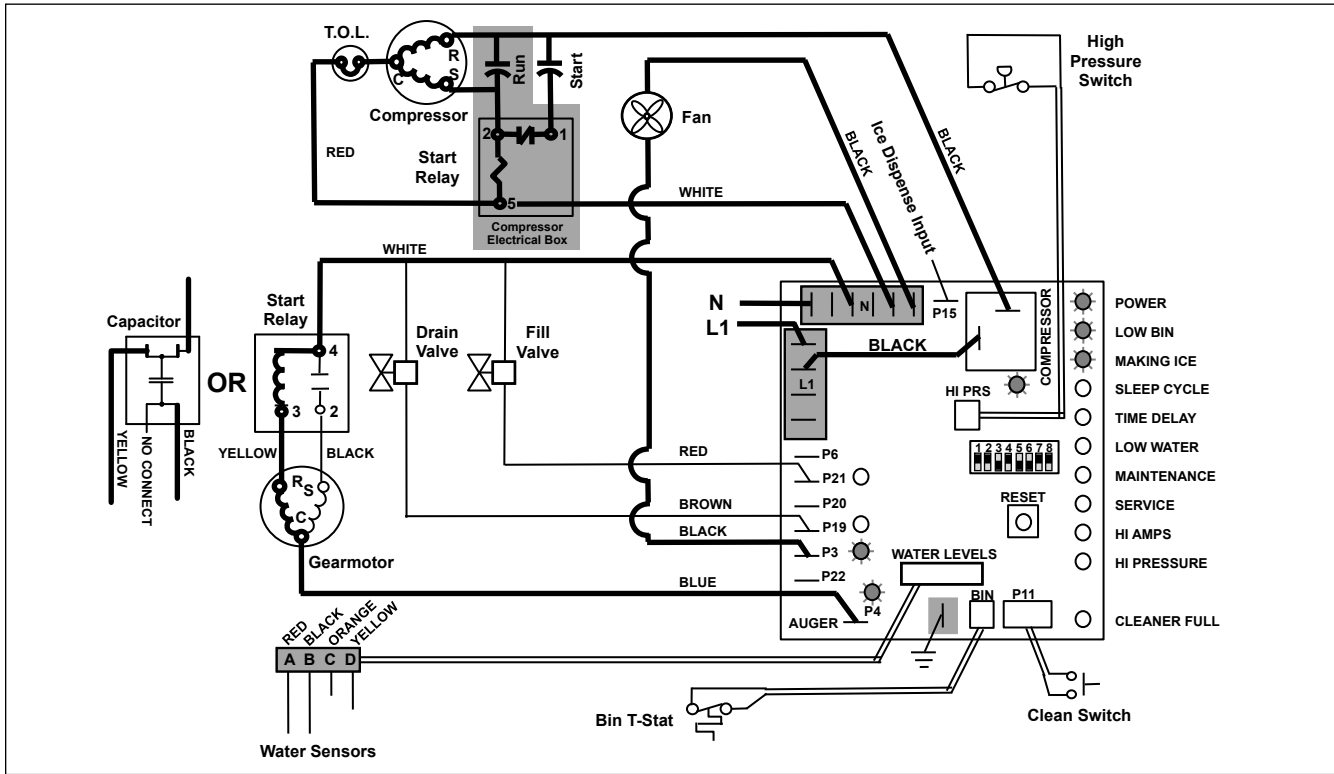 T.O.L.
R
S
C
Compressor
Run
Start
2
1
Start
Relay
5
Compressor
Electrical Box
RED
Fan
BLACK
Ice Dispense Input
BLACK
High
Pressure
Switch
WHITE
WHITE
Capacitor
YELLOW
NO CONNECT
BLACK
OR
Start
Relay
4
3
2
YELLOW
BLACK
R
S
C
Gearmotor
Drain
Valve
Fill
Valve
N
L1
N
P15
COMPRESSOR
BLACK
L1
HI PRS
RED
BROWN
BLACK
BLUE
P6
P21
P20
P19
P3
P22
P4
AUGER
1 2 3 4 5 6 7 8
RESET
WATER LEVELS
BIN
P11
POWER
LOW BIN
MAKING ICE
SLEEP CYCLE
TIME DELAY
LOW WATER
MAINTENANCE
SERVICE
HI AMPS
HI PRESSURE
CLEANER FULL
RED
BLACK
ORANGE
YELLOW
A B C D
Water Sensors
Bin T-Stat
Clean Switch